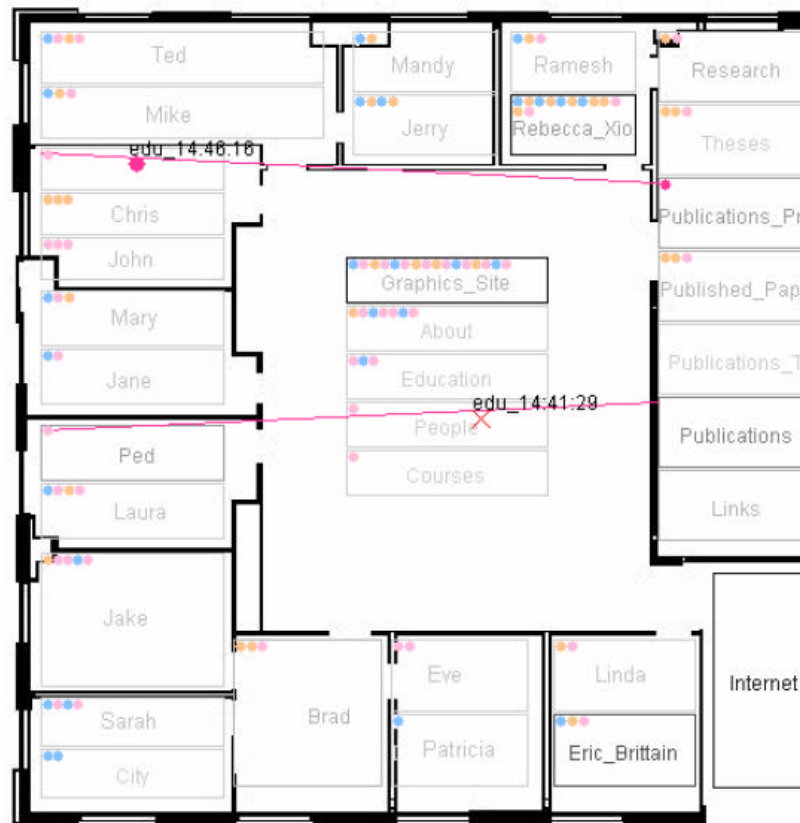 Ted
Mandy
Ramesh
Research
Mike
Jerry
Rebecca_Xio
Theses
edu_14:46:16
Chris
Publications_Pr
John
Graphics_Site
Published_Pap
Mary
About
Jane
Education
Publications_T
edu_14:41:29
People
Publications
Ped
Courses
Laura
Links
Jake
Internet
Eve
Linda
Sarah
Brad
Patricia
Eric_Brittain
City